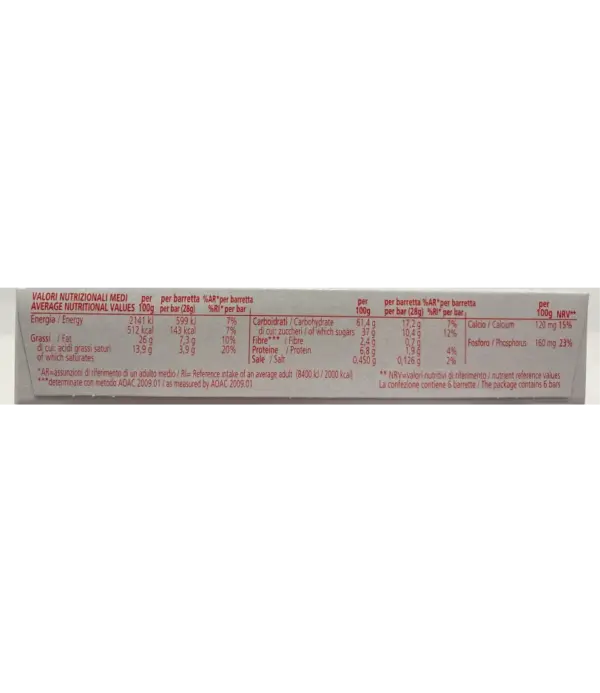 VALORI NUTRIZIONALI MEDI per per barretta %AR*per barretta
AVERAGE NUTRITIONAL VALUES 100g per bar (28g) %RI* per bar
Energia / Energy 2141 kJ 599 kJ 7%
512 kcal 143 kcal 7%
Grassi / Fat 26 g 7,3 g 10%
di cui: acidi grassi saturi 13,9 g 3,9 g 20%
of which saturates
per per barretta %AR*per barretta
100g per bar (28g) %RI* per bar
Carboidrati / Carbohydrate 61,4 g 17,2 g 7%
di cui: zuccheri / of which sugars 37 g 10,4 g 12%
Fibre*** / Fibre 2,4 g 0,7 g
Proteine / Protein 6,8 g 1,9 g 4%
Sale / Salt 0,450 g 0,126 g 2%
per
100g NRV**
Calcio / Calcium 120 mg 15%
Fosforo / Phosphorus 160 mg 23%
*AR=assunzioni di riferimento di un adulto medio / RI= Reference intake of an average adult (8400 kJ / 2000 kcal)
***determinate con metodo AOAC 2009.01 / as measured by AOAC 2009.01
** NRV=valori nutritivi di riferimento / nutrient reference values
La confezione contiene 6 barrette / The package contains 6 bars